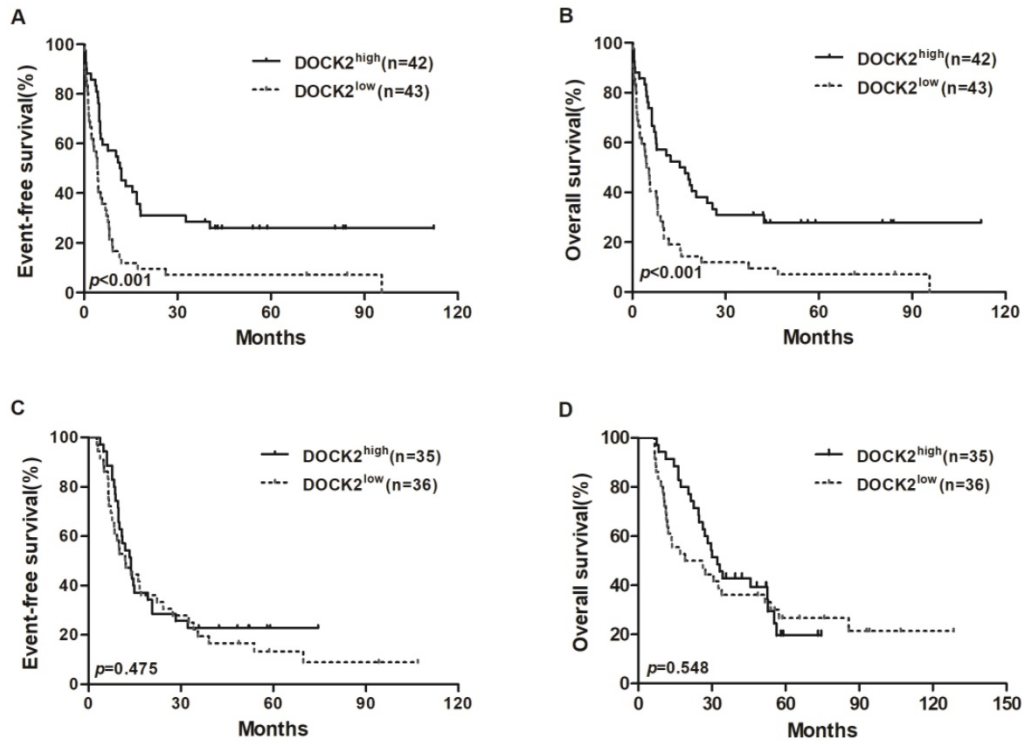 A
Event-free survival(%)
100
80
60
40
20
0
DOCK2high(n=42)
DOCK2low(n=43)
p<0.001
0 30 60 90 120
Months
B
Overall survival(%)
100
80
60
40
20
0
DOCK2high(n=42)
DOCK2low(n=43)
p<0.001
0 30 60 90 120
Months
C
Event-free survival(%)
100
80
60
40
20
0
DOCK2high(n=35)
DOCK2low(n=36)
p=0.475
0 30 60 90 120
Months
D
Overall survival(%)
100
80
60
40
20
0
DOCK2high(n=35)
DOCK2low(n=36)
p=0.548
0 30 60 90 120 150
Months